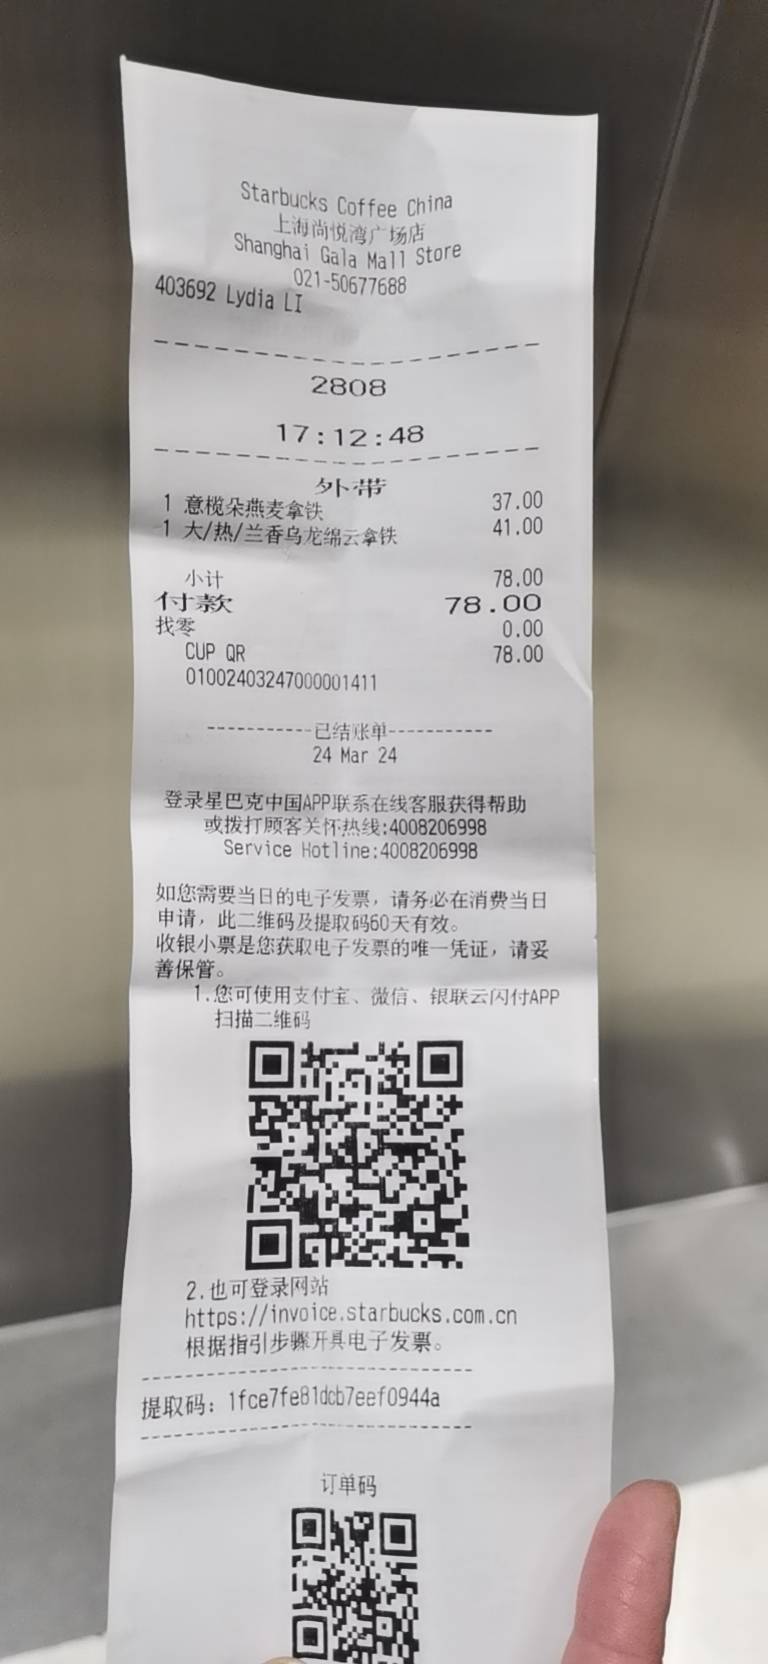 Starbucks Coffee China
上海尚悦湾广场店
Shanghai Gala Mall Store
021-50677688
403692 Lydia LI
2808
17:12:48
外带
1 意榄朵燕麦拿铁 37.00
1 大/热/兰香乌龙绵云拿铁 41.00
小计 78.00
付款 78.00
找零 0.00
CUP QR 78.00
01002403247000001411
-----------已结账单-----------
24 Mar 24
登录星巴克中国APP联系在线客服获得帮助
或拨打顾客关怀热线:4008206998
Service Hotline:4008206998
如您需要当日的电子发票，请务必在消费当日
申请，此二维码及提取码60天有效。
收银小票是您获取电子发票的唯一凭证，请妥
善保管。
1.您可使用支付宝、微信、银联云闪付APP
扫描二维码
2.也可登录网站
https://invoice.starbucks.com.cn
根据指引步骤开具电子发票。
提取码：1fce7fe81dcb7eef0944a
订单码